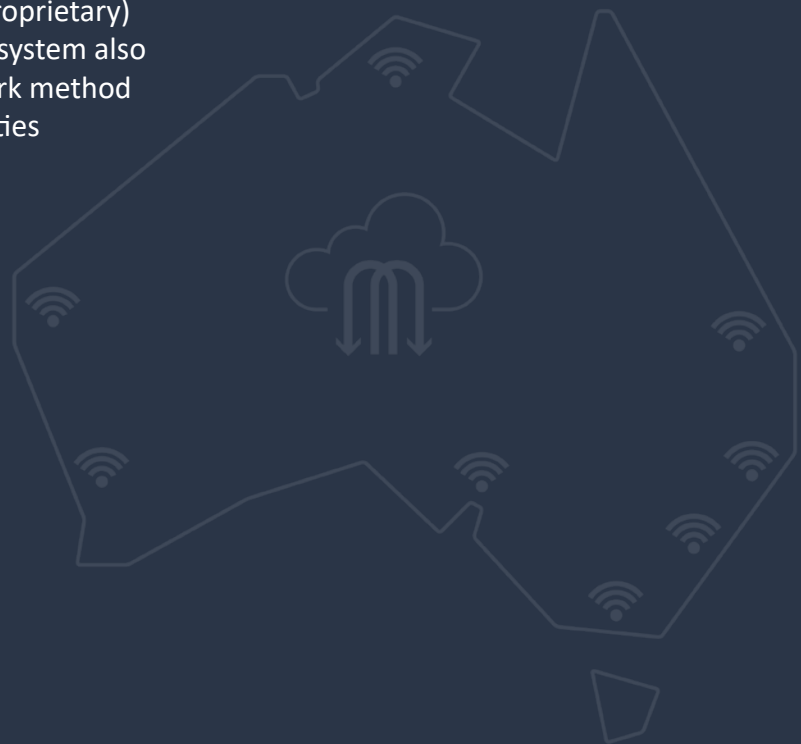 roprietary)
system also
rk method
ties